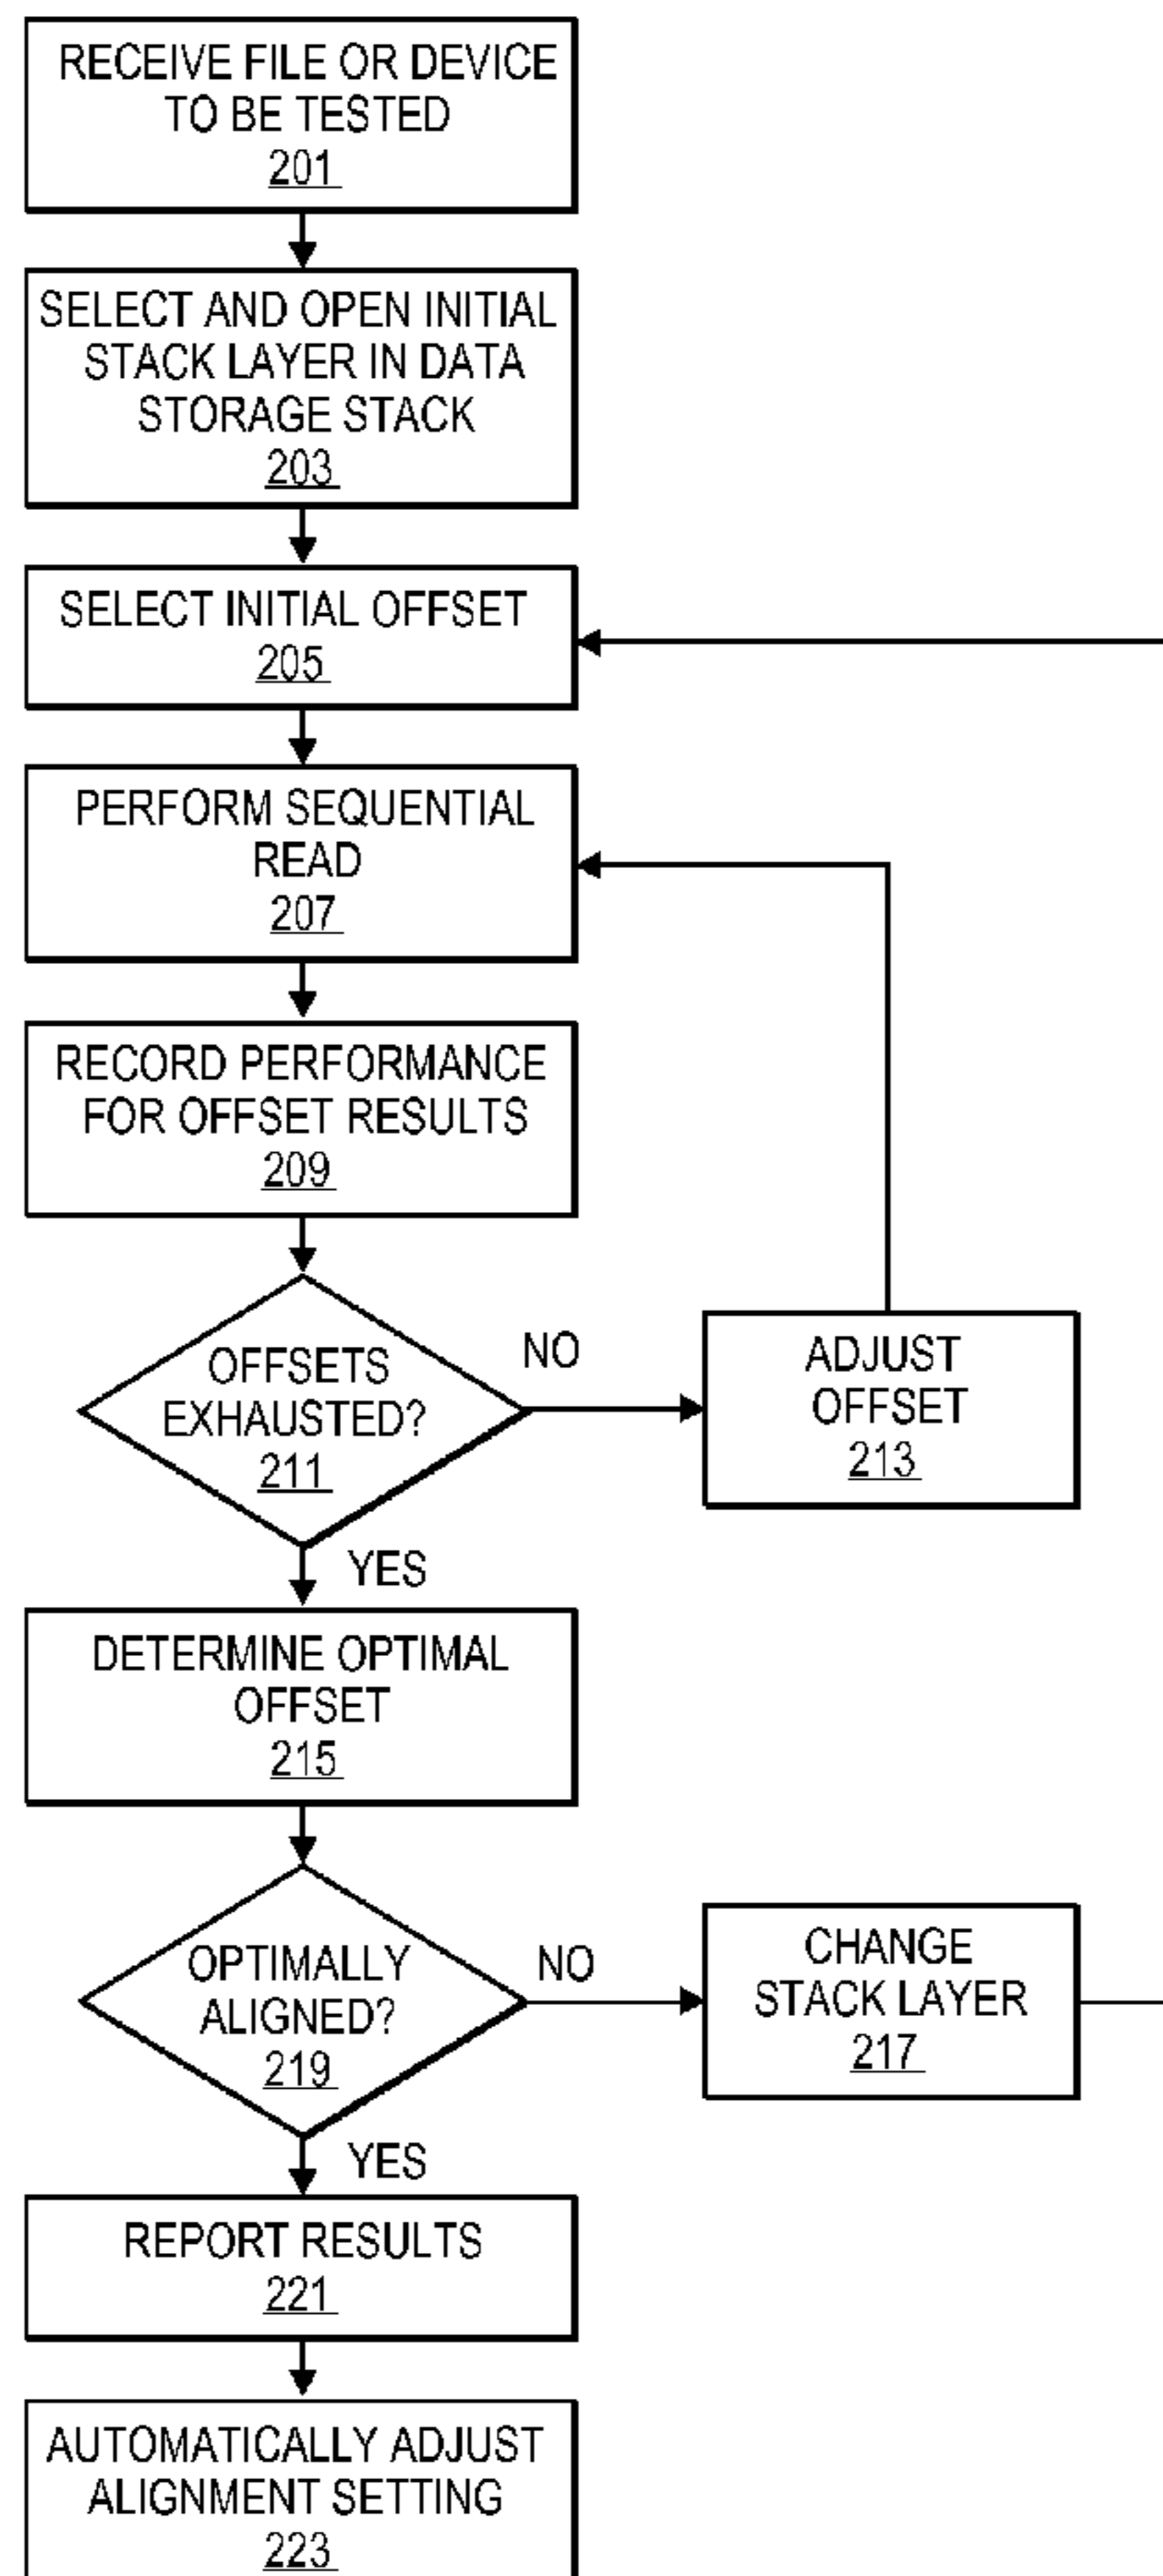 RECEIVE FILE OR DEVICE
TO BE TESTED
201
SELECT AND OPEN INITIAL
STACK LAYER IN DATA
STORAGE STACK
203
SELECT INITIAL OFFSET
205
PERFORM SEQUENTIAL
READ
207
RECORD PERFORMANCE
FOR OFFSET RESULTS
209
OFFSETS
EXHAUSTED?
211
NO
ADJUST
OFFSET
213
YES
DETERMINE OPTIMAL
OFFSET
215
OPTIMALLY
ALIGNED?
219
NO
CHANGE
STACK LAYER
217
YES
REPORT RESULTS
221
AUTOMATICALLY ADJUST
ALIGNMENT SETTING
223